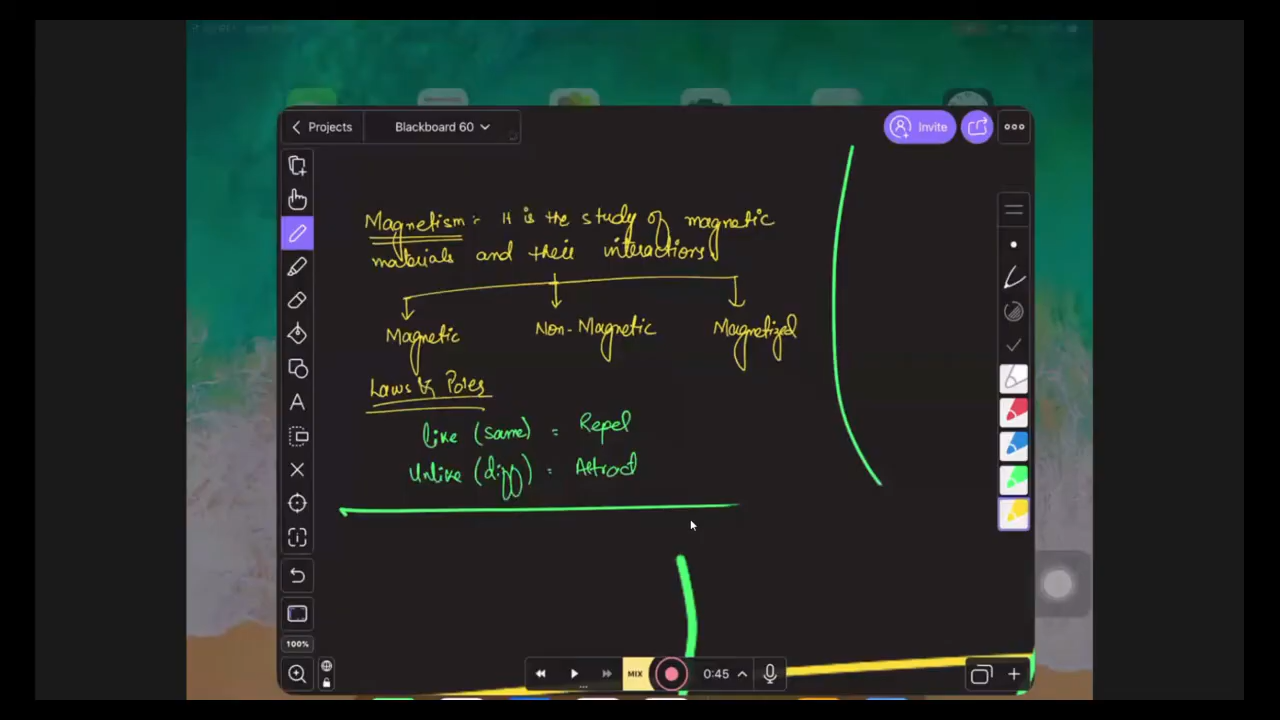 Projects
Blackboard 60
Invite
Magnetism:- It is the study of magnetic
materials and their interactions.
Magnetic Non-Magnetic Magnetized
Laws of Poles
like (same) = Repel
Unlike (diff) = Attract
100%
MIX
0:45